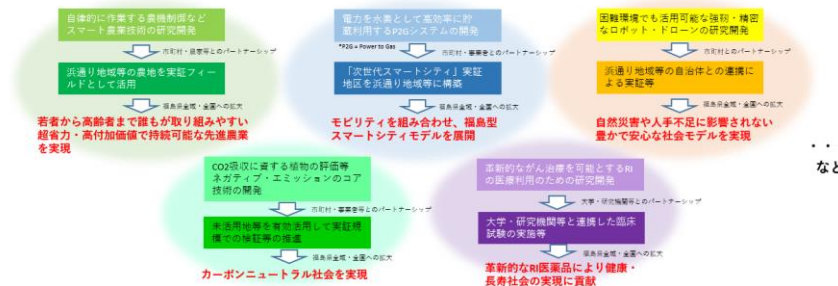 自律的に作業する農機制御など
スマート農業技術の研究開発
市町村・農家等とのパートナーシップ
浜通り地域等の農地を実証フィー
ルドとして活用
福島県全域・全国への拡大
若者から高齢者まで誰もが取り組みやすい
超省力・高付加価値で持続可能な先進農業
を実現
電力を水素として高効率に貯
蔵利用するP2Gシステムの開発
*P2G = Power to Gas
市町村・事業者とのパートナーシップ
「次世代スマートシティ」実証
地区を浜通り地域等に構築
福島県全域・全国への拡大
モビリティを組み合わせ、福島型
スマートシティモデルを展開
困難環境でも活用可能な強靭・精密
なロボット・ドローンの研究開発
市町村とのパートナーシップ
浜通り地域等の自治体との連携に
よる実証等
福島県全域・全国への拡大
自然災害や人手不足に影響されない
豊かで安心な社会モデルを実現
・・
など
CO2吸収に資する植物の評価等
ネガティブ・エミッションのコア
技術の開発
市町村・事業者等とのパートナーシップ
未活用地等を有効活用して実証規
模での検証等の推進
福島県全域・全国への拡大
カーボンニュートラル社会を実現
革新的ながん治療を可能とするRI
の医療利用のための研究開発
大学・研究機関等とのパートナーシップ
大学・研究機関等と連携した臨床
試験の実施等
福島県全域・全国への拡大
革新的なRI医薬品により健康・
長寿社会の実現に貢献